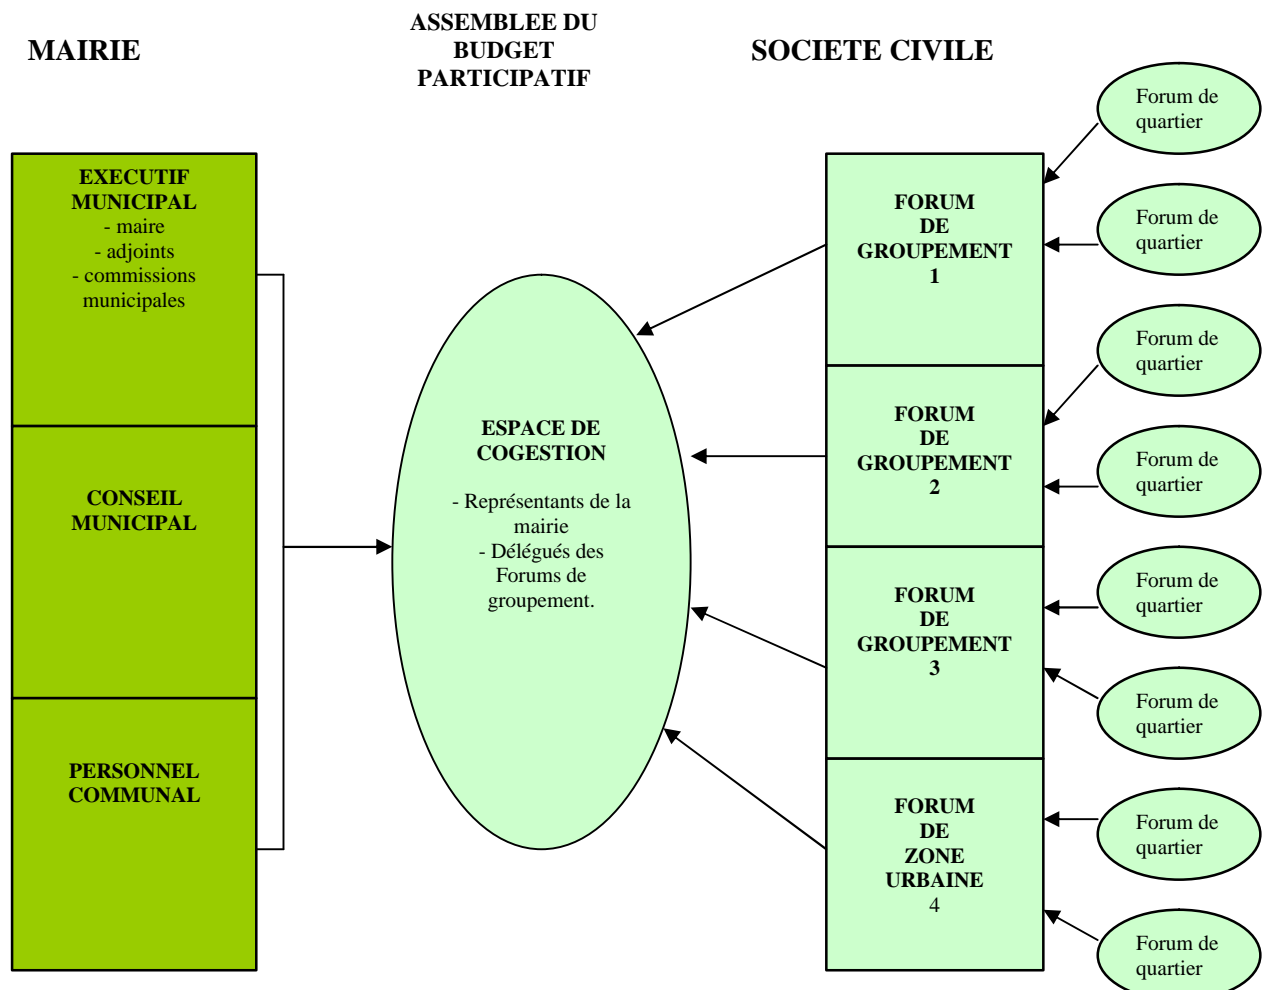 MAIRIE
ASSEMBLEE DU
BUDGET
PARTICIPATIF
SOCIETE CIVILE
EXECUTIF
MUNICIPAL
- maire
- adjoints
- commissions
municipales
CONSEIL
MUNICIPAL
PERSONNEL
COMMUNAL
ESPACE DE
COGESTION
- Représentants de la
mairie
- Délégués des
Forums de
groupement.
FORUM
DE
GROUPEMENT
1
FORUM
DE
GROUPEMENT
2
FORUM
DE
GROUPEMENT
3
FORUM
DE
ZONE
URBAINE
4
Forum de
quartier
Forum de
quartier
Forum de
quartier
Forum de
quartier
Forum de
quartier
Forum de
quartier
Forum de
quartier
Forum de
quartier